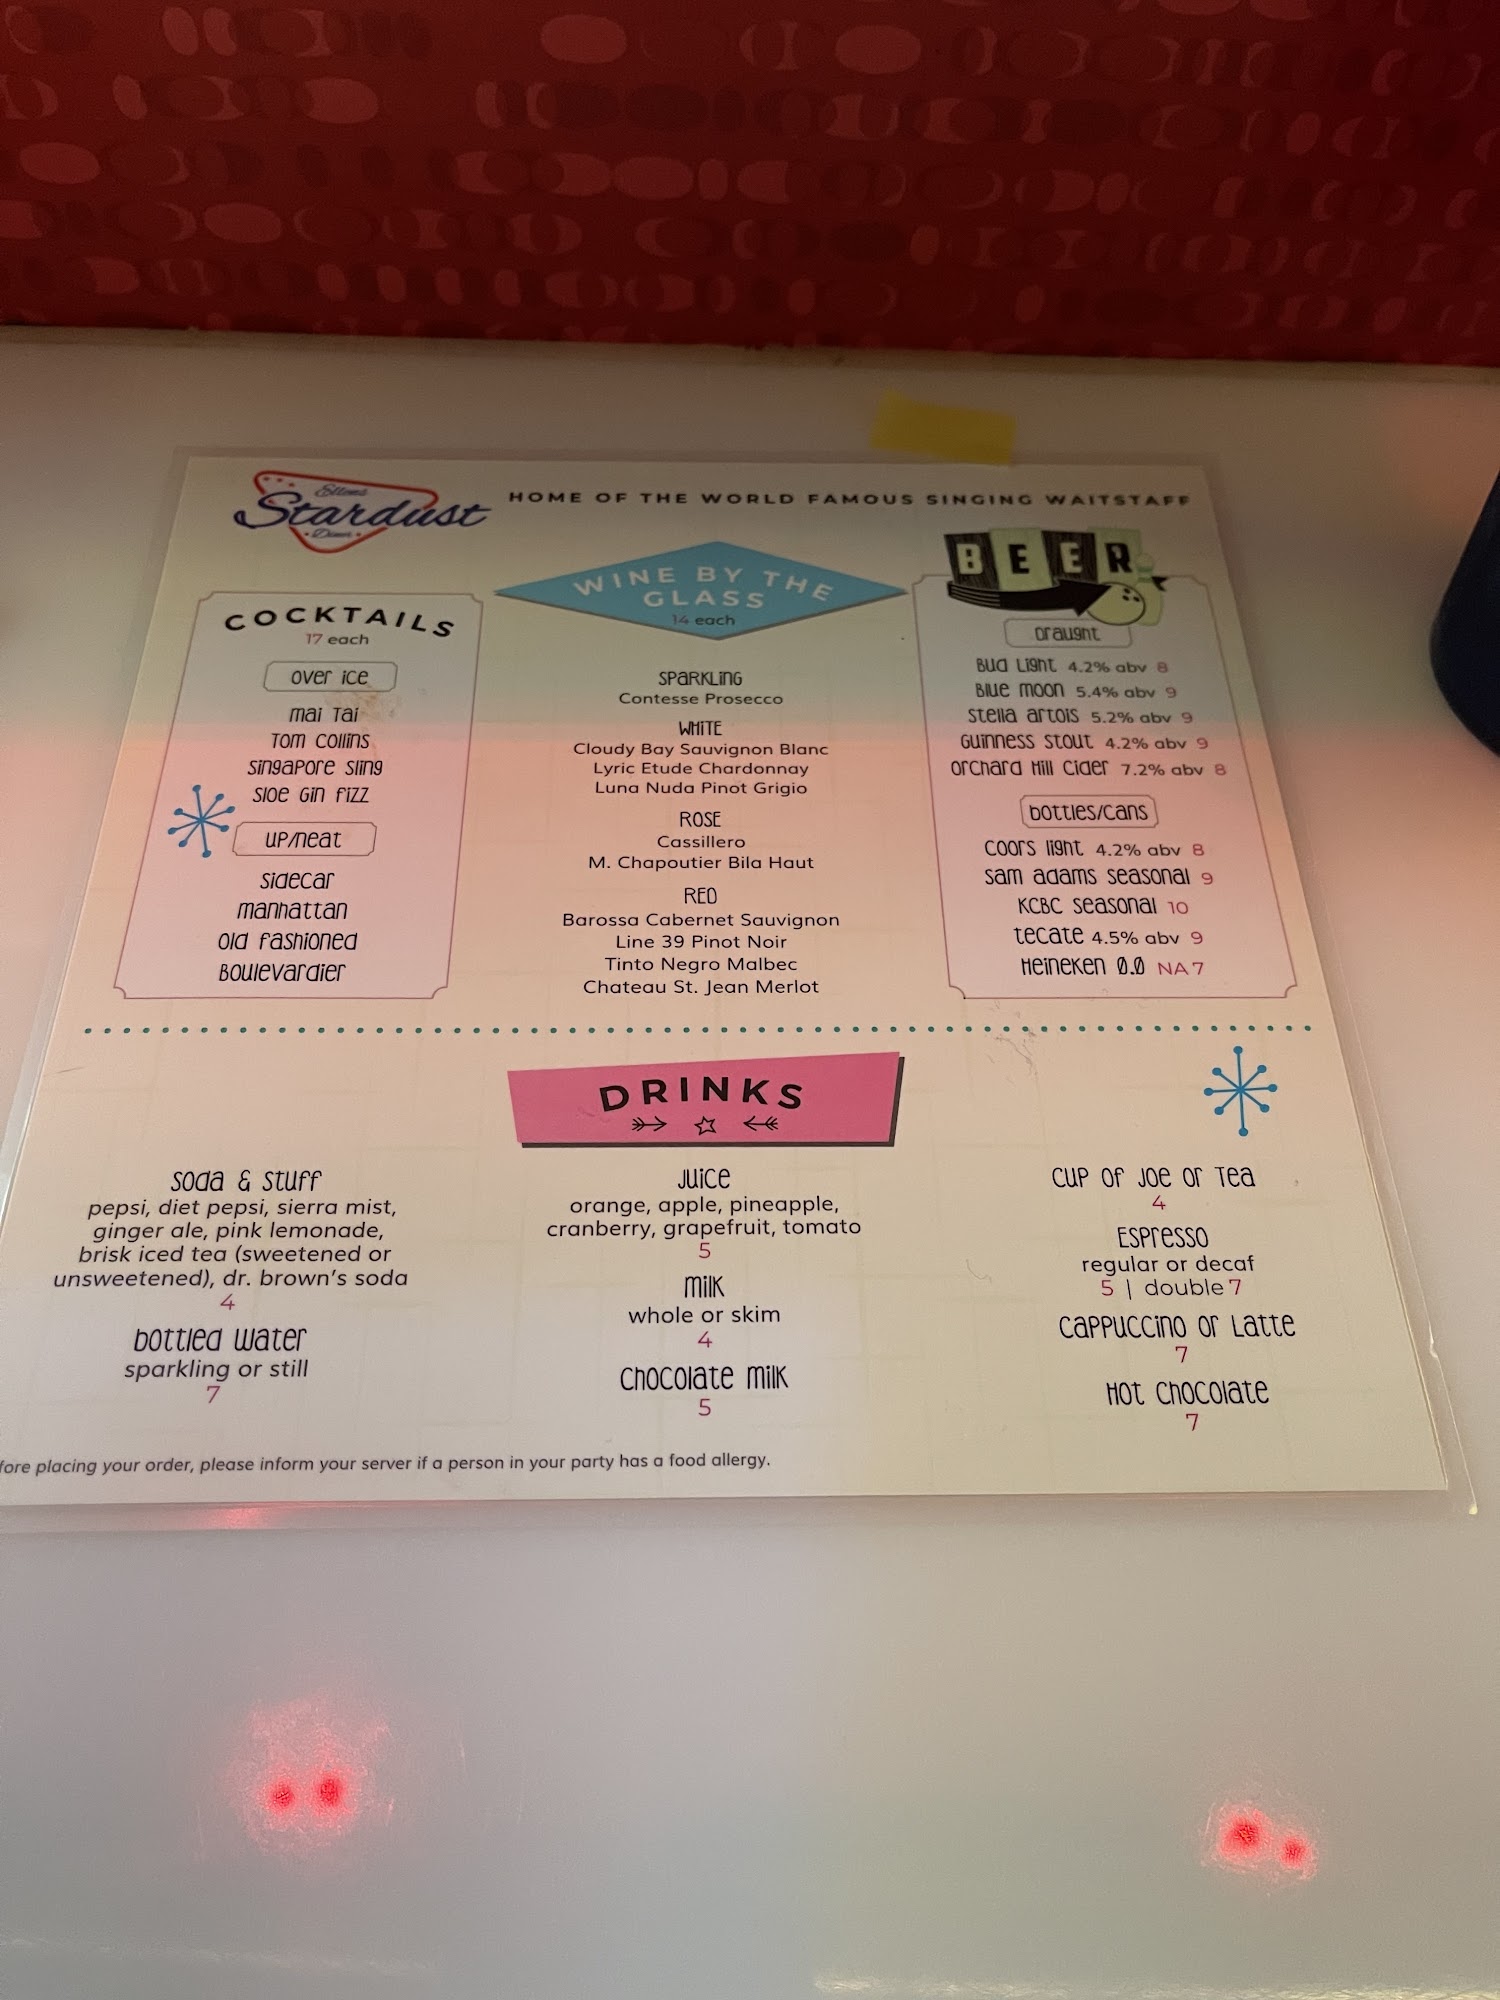 Ellen's
Stardust
Diner
HOME OF THE WORLD FAMOUS SINGING WAITSTAFF
COCKTAILS
17 each
over ice
Mai Tai
Tom Collins
Singapore Sling
Sloe Gin Fizz
up/neat
Sidecar
Manhattan
Old Fashioned
Boulevardier
WINE BY THE
GLASS
14 each
SPARKLING
Contesse Prosecco
WHITE
Cloudy Bay Sauvignon Blanc
Lyric Etude Chardonnay
Luna Nuda Pinot Grigio
ROSE
Cassillero
M. Chapoutier Bila Haut
RED
Barossa Cabernet Sauvignon
Line 39 Pinot Noir
Tinto Negro Malbec
Chateau St. Jean Merlot
BEER
Draught
Bud Light 4.2% abv 8
Blue Moon 5.4% abv 9
Stella Artois 5.2% abv 9
Guinness Stout 4.2% abv 9
Orchard Hill Cider 7.2% abv 8
bottles/cans
Coors light 4.2% abv 8
Sam Adams Seasonal 9
KCBC Seasonal 10
tecate 4.5% abv 9
Heineken 0.0 NA 7
DRINKS
Soda & Stuff
pepsi, diet pepsi, sierra mist,
ginger ale, pink lemonade,
brisk iced tea (sweetened or
unsweetened), dr. brown's soda
4
Bottled Water
sparkling or still
7
Juice
orange, apple, pineapple,
cranberry, grapefruit, tomato
5
Milk
whole or skim
4
Chocolate Milk
5
Cup of Joe or Tea
4
Espresso
regular or decaf
5 | double 7
Cappuccino or Latte
7
Hot Chocolate
7
fore placing your order, please inform your server if a person in your party has a food allergy.